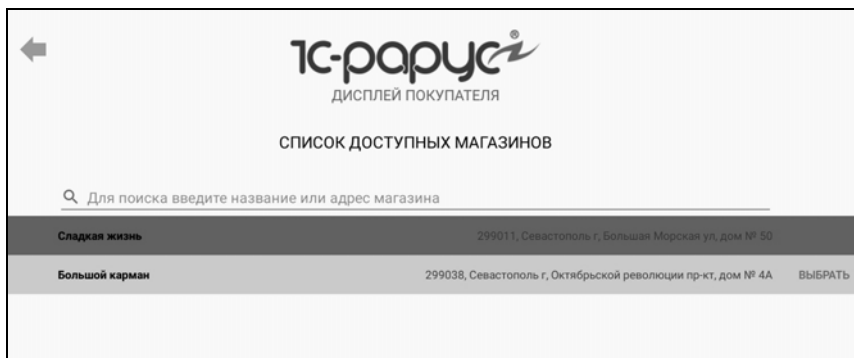 1С-рарус®
ДИСПЛЕЙ ПОКУПАТЕЛЯ
СПИСОК ДОСТУПНЫХ МАГАЗИНОВ
Для поиска введите название или адрес магазина
Сладкая жизнь 299011, Севастополь г, Большая Морская ул, дом № 50
Большой карман 299038, Севастополь г, Октябрьской революции пр-кт, дом № 4А ВЫБРАТЬ